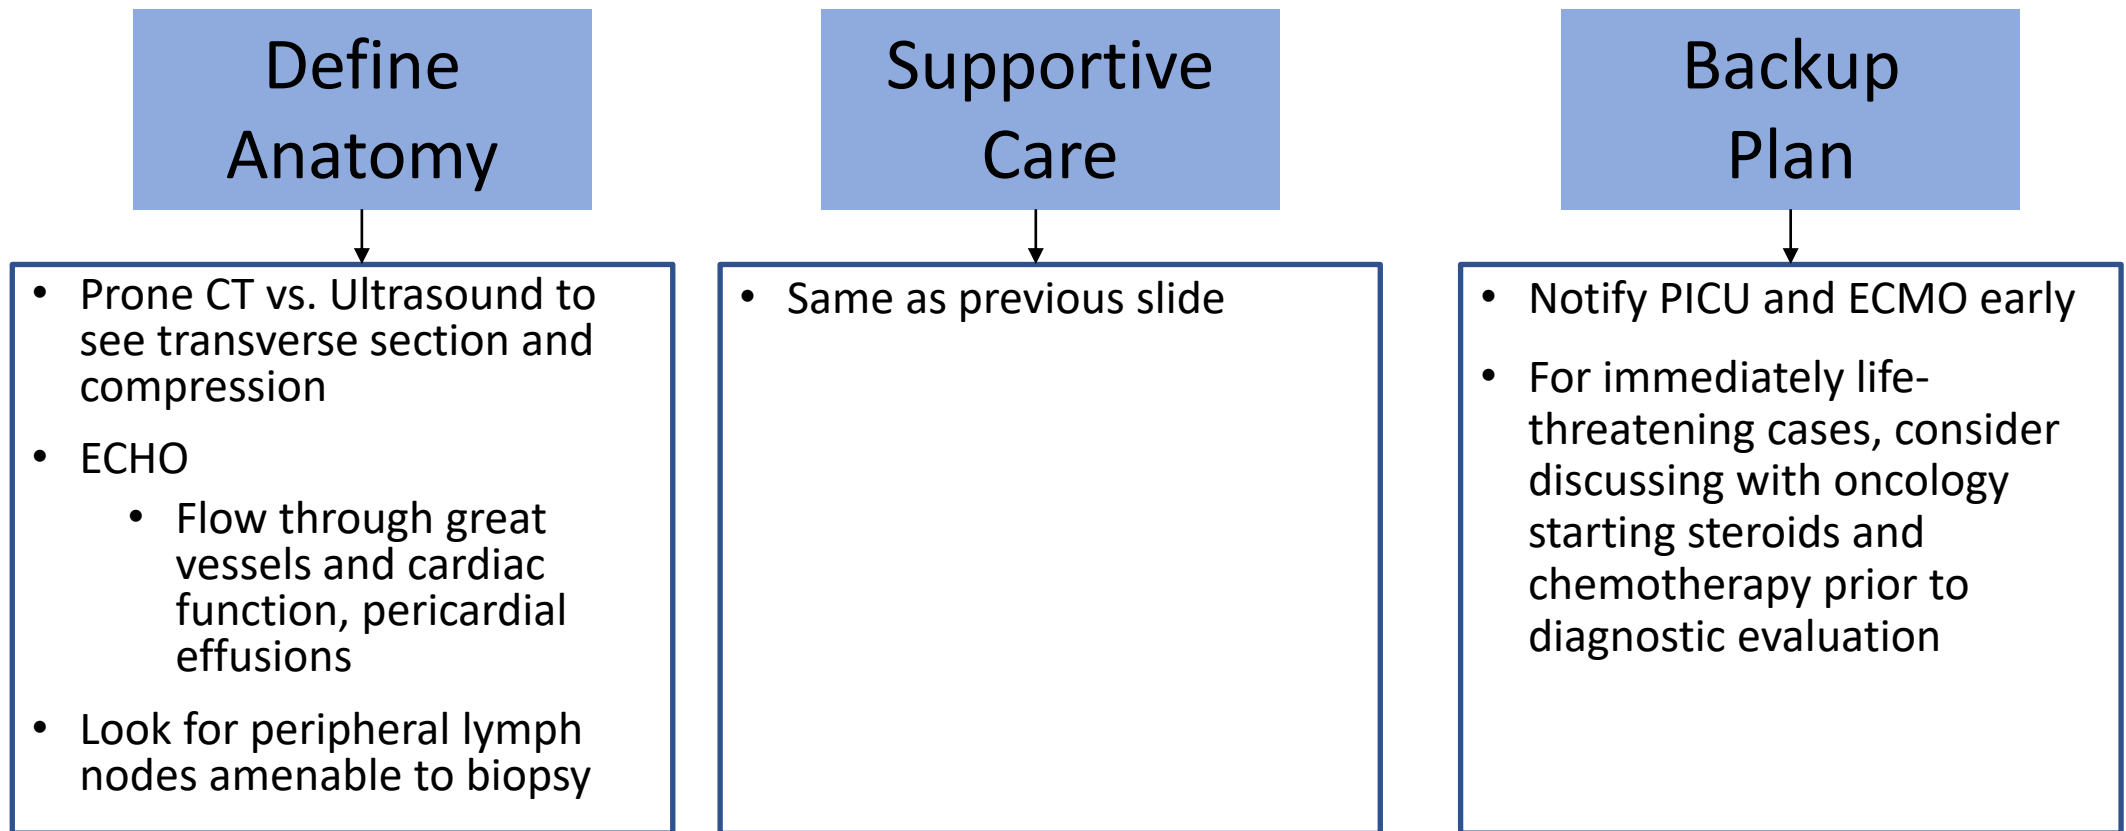 Define
Anatomy
• Prone CT vs. Ultrasound to
see transverse section and
compression
• ECHO
• Flow through great
vessels and cardiac
function, pericardial
effusions
• Look for peripheral lymph
nodes amenable to biopsy
Supportive
Care
• Same as previous slide
Backup
Plan
• Notify PICU and ECMO early
• For immediately life-
threatening cases, consider
discussing with oncology
starting steroids and
chemotherapy prior to
diagnostic evaluation